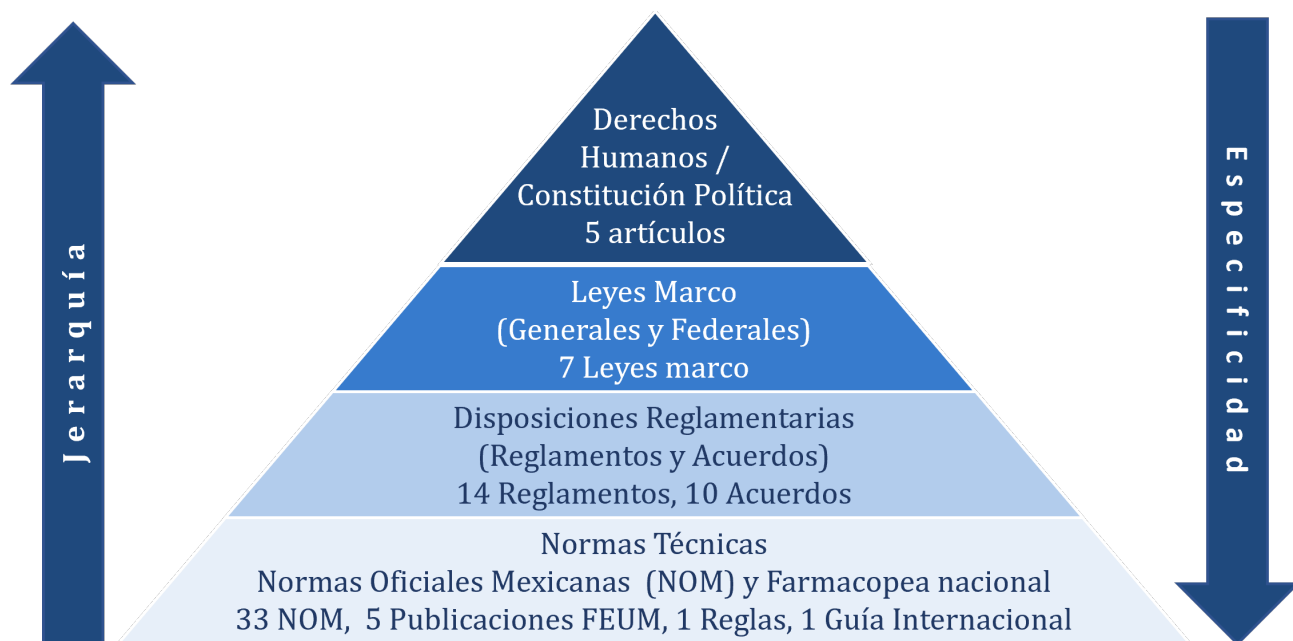 Jerarquía
Derechos
Humanos /
Constitución Política
5 artículos
Leyes Marco
(Generales y Federales)
7 Leyes marco
Disposiciones Reglamentarias
(Reglamentos y Acuerdos)
14 Reglamentos, 10 Acuerdos
Normas Técnicas
Normas Oficiales Mexicanas (NOM) y Farmacopea nacional
33 NOM, 5 Publicaciones FEUM, 1 Reglas, 1 Guía Internacional
Especificidad